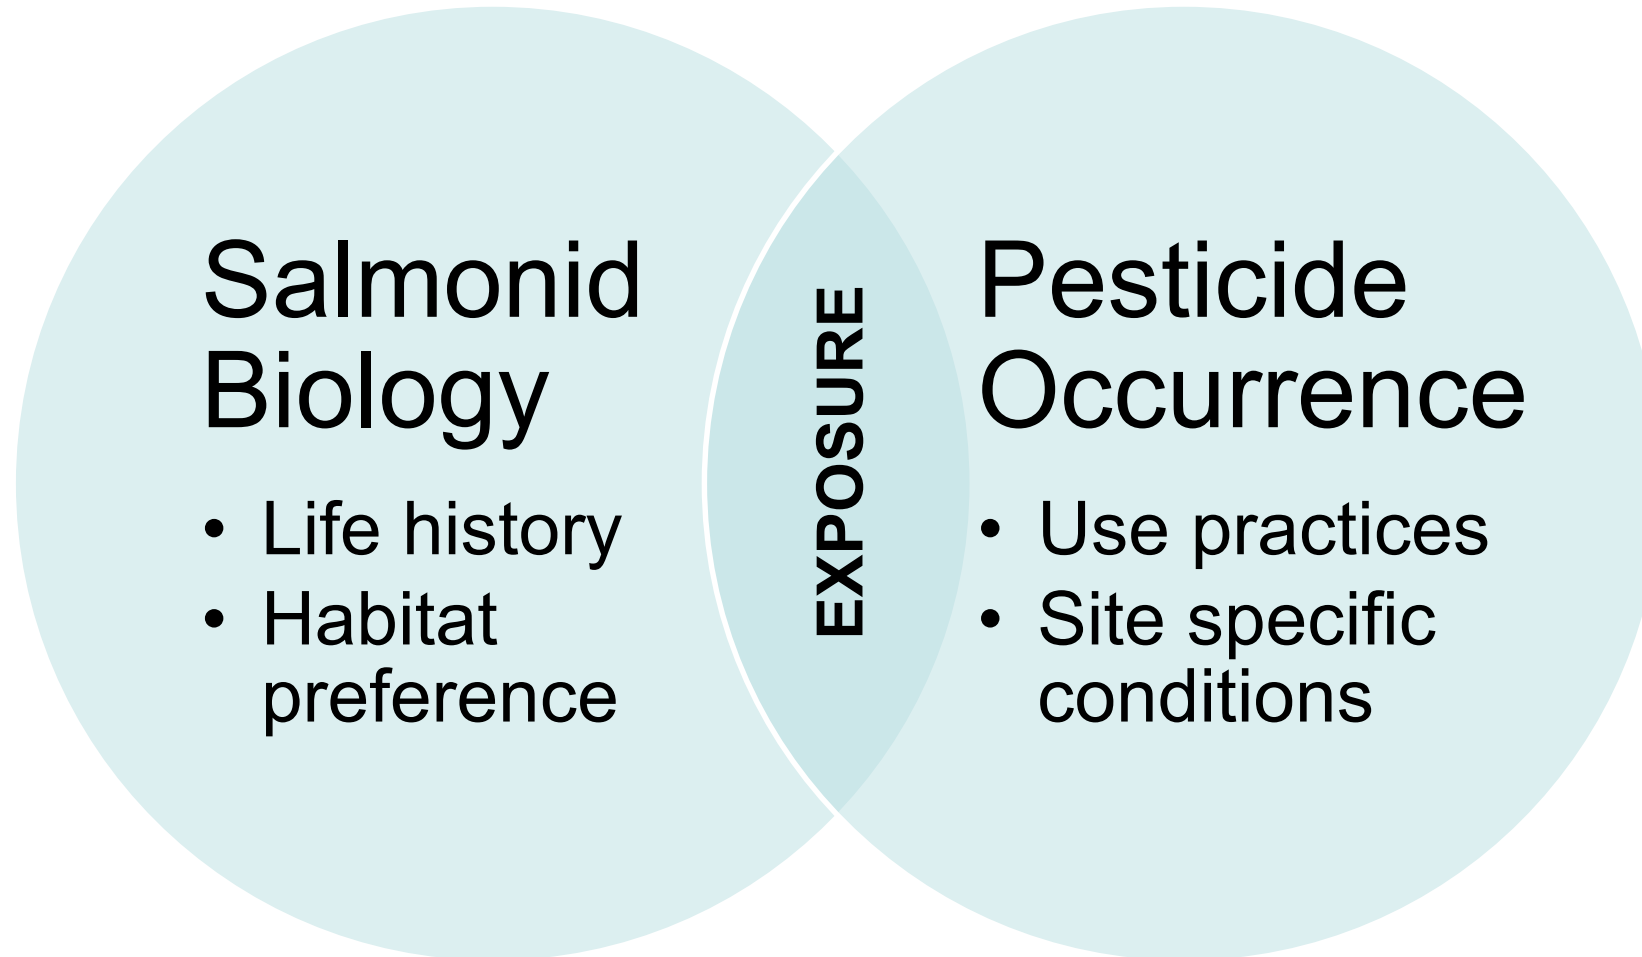 Salmonid
Biology
• Life history
• Habitat
preference
EXPOSURE
Pesticide
Occurrence
• Use practices
• Site specific
conditions